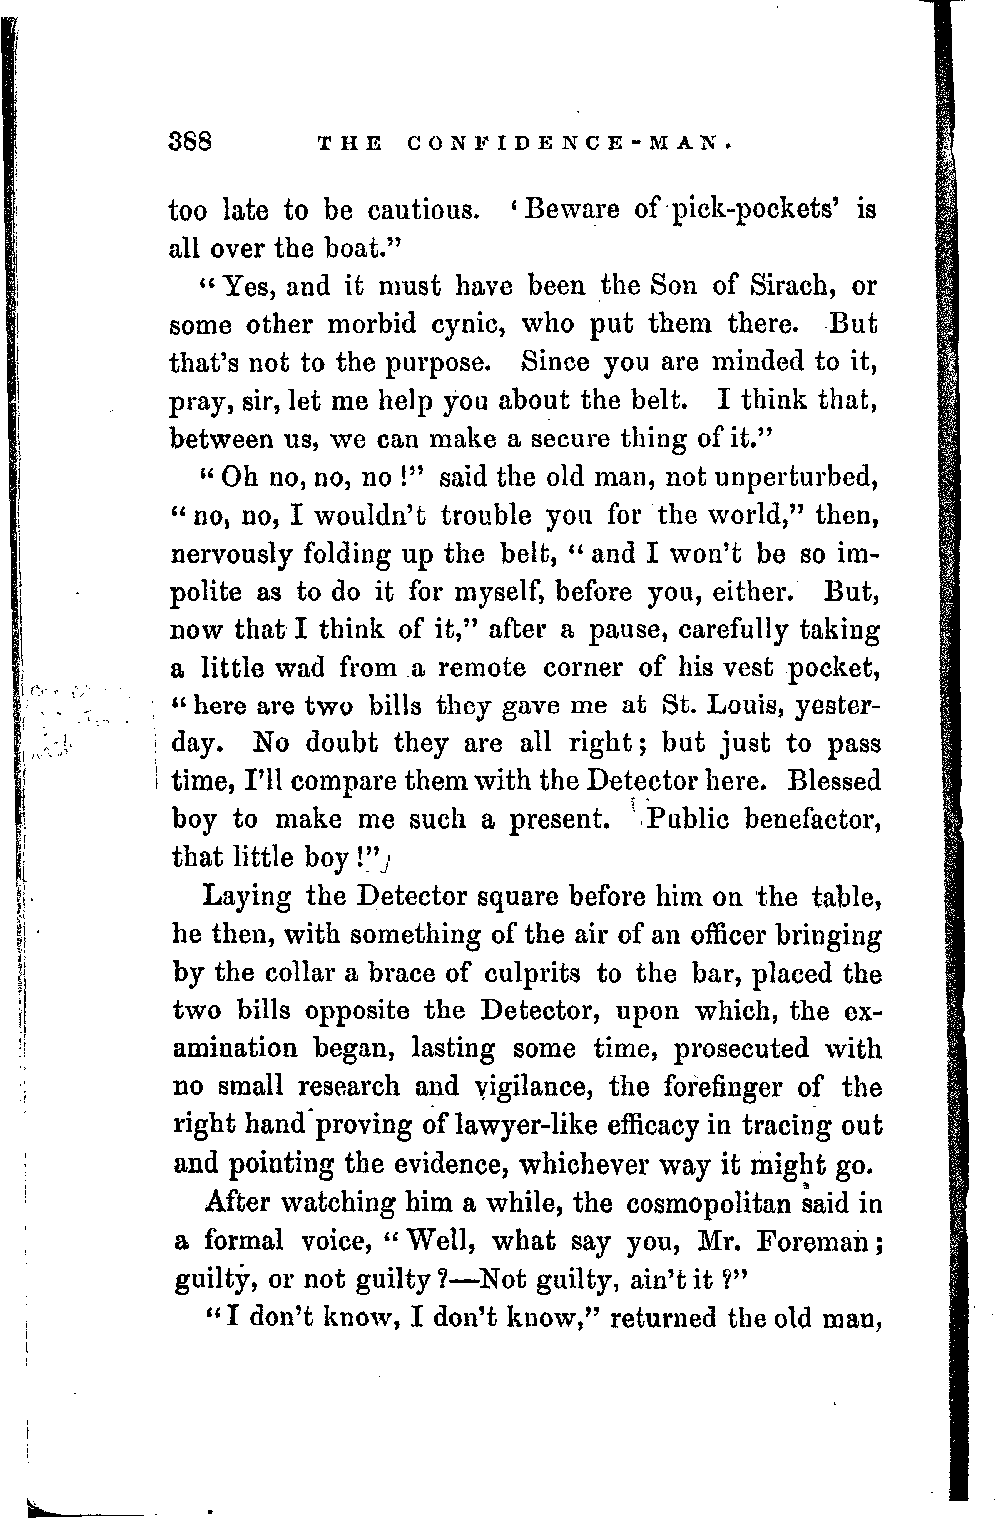 388 THE CONFIDENCE-MAN.
too late to be cautious. ‘Beware of pick-pockets’ is
all over the boat.”
“Yes, and it must have been the Son of Sirach, or
some other morbid cynic, who put them there. But
that’s not to the purpose. Since you are minded to it,
pray, sir, let me help you about the belt. I think that,
between us, we can make a secure thing of it.”
“Oh no, no, no!” said the old man, not unperturbed,
“no, no, I wouldn’t trouble you for the world,” then,
nervously folding up the belt, “and I won’t be so im-
polite as to do it for myself, before you, either. But,
now that I think of it,” after a pause, carefully taking
a little wad from a remote corner of his vest pocket,
“here are two bills they gave me at St. Louis, yester-
day. No doubt they are all right; but just to pass
time, I’ll compare them with the Detector here. Blessed
boy to make me such a present. Public benefactor,
that little boy!”
Laying the Detector square before him on the table,
he then, with something of the air of an officer bringing
by the collar a brace of culprits to the bar, placed the
two bills opposite the Detector, upon which, the ex-
amination began, lasting some time, prosecuted with
no small research and vigilance, the forefinger of the
right hand proving of lawyer-like efficacy in tracing out
and pointing the evidence, whichever way it might go.
After watching him a while, the cosmopolitan said in
a formal voice, “Well, what say you, Mr. Foreman;
guilty, or not guilty?—Not guilty, ain’t it?”
“I don’t know, I don’t know,” returned the old man,